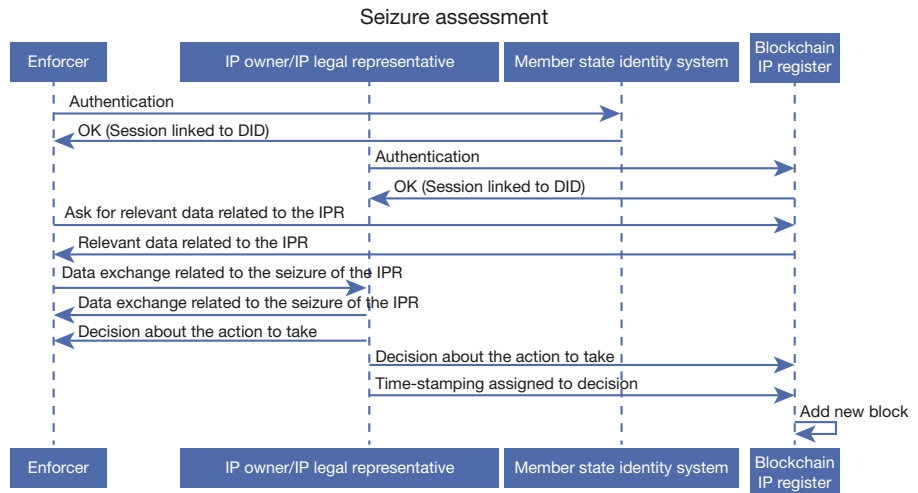 Seizure assessment
Enforcer
IP owner/IP legal representative
Member state identity system
Blockchain
IP register
Authentication
OK (Session linked to DID)
Authentication
OK (Session linked to DID)
Ask for relevant data related to the IPR
Relevant data related to the IPR
Data exchange related to the seizure of the IPR
Data exchange related to the seizure of the IPR
Decision about the action to take
Decision about the action to take
Time-stamping assigned to decision
Add new block
Enforcer
IP owner/IP legal representative
Member state identity system
Blockchain
IP register